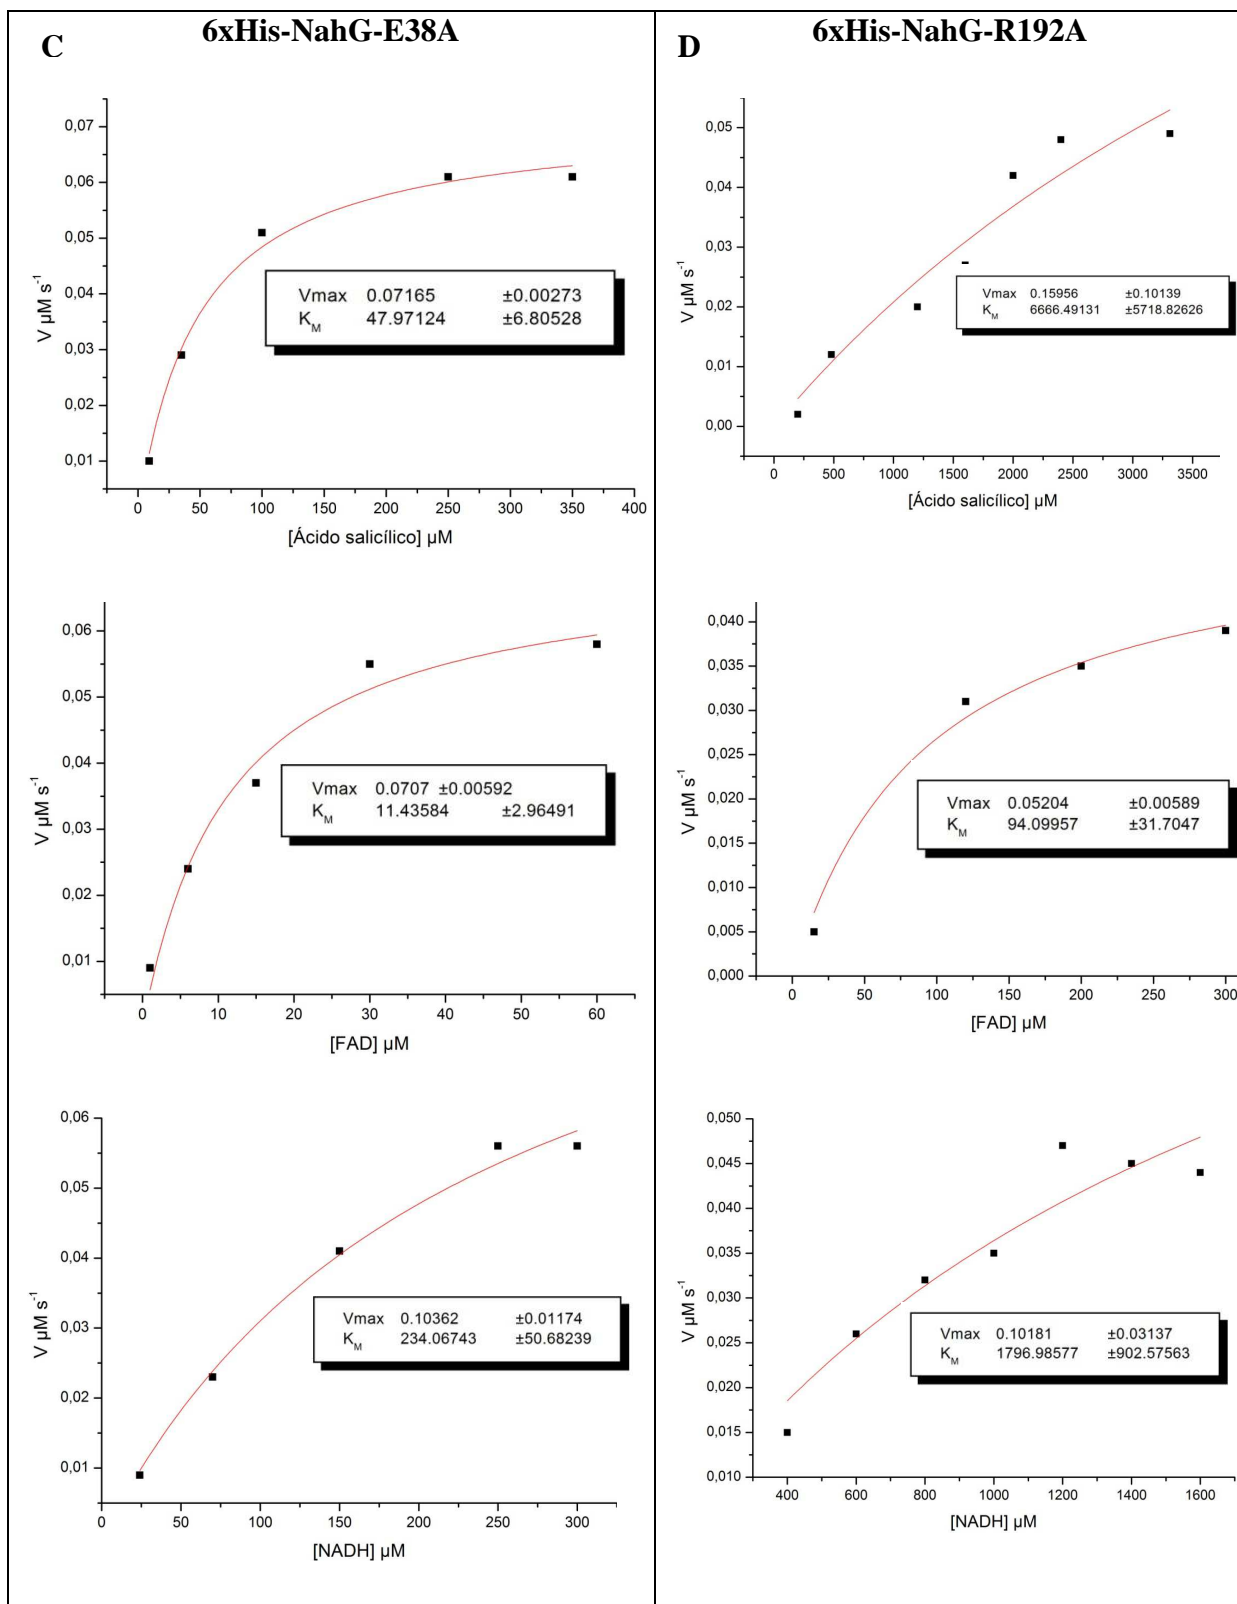 C
6xHis-NahG-E38A
0,07
0,06
0,05
0,04
0,03
0,02
0,01
V µM s-1
Vmax 0.07165 ±0.00273
KM 47.97124 ±6.80528
0 50 100 150 200 250 300 350 400
[Ácido salicílico] µM
0,06
0,05
0,04
0,03
0,02
0,01
V µM s-1
Vmax 0.0707 ±0.00592
KM 11.43584 ±2.96491
0 10 20 30 40 50 60
[FAD] µM
0,06
0,05
0,04
0,03
0,02
0,01
V µM s-1
Vmax 0.10362 ±0.01174
KM 234.06743 ±50.68239
0 50 100 150 200 250 300
[NADH] µM
D
6xHis-NahG-R192A
0,05
0,04
0,03
0,02
0,01
0,00
V µM s-1
Vmax 0.15956 ±0.10139
KM 6666.49131 ±5718.82626
0 500 1000 1500 2000 2500 3000 3500
[Ácido salicílico] µM
0,040
0,035
0,030
0,025
0,020
0,015
0,010
0,005
0,000
V µM s-1
Vmax 0.05204 ±0.00589
KM 94.09957 ±31.7047
0 50 100 150 200 250 300
[FAD] µM
0,050
0,045
0,040
0,035
0,030
0,025
0,020
0,015
0,010
V µM s-1
Vmax 0.10181 ±0.03137
KM 1796.98577 ±902.57563
400 600 800 1000 1200 1400 1600
[NADH] µM